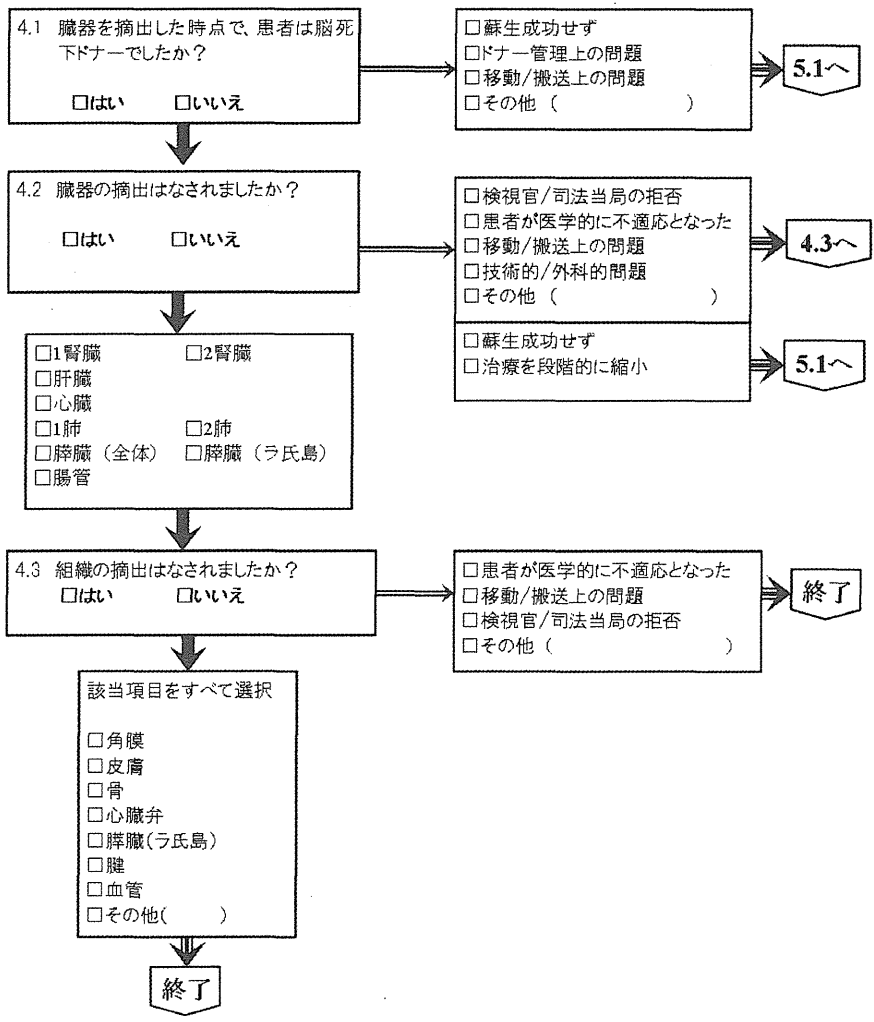 4.1 臓器を摘出した時点で、患者は脳死
下ドナーでしたか？
□はい □いいえ
□蘇生成功せず
□ドナー管理上の問題
□移動/搬送上の問題
□その他（ ）
5.1へ
4.2 臓器の摘出はなされましたか？
□はい □いいえ
□検視官/司法当局の拒否
□患者が医学的に不適応となった
□移動/搬送上の問題
□技術的/外科的問題
□その他（ ）
4.3へ
□蘇生成功せず
□治療を段階的に縮小
5.1へ
□1腎臓 □2腎臓
□肝臓
□心臓
□1肺 □2肺
□膵臓（全体） □膵臓（ラ氏島）
□腸管
4.3 組織の摘出はなされましたか？
□はい □いいえ
□患者が医学的に不適応となった
□移動/搬送上の問題
□検視官/司法当局の拒否
□その他（ ）
終了
該当項目をすべて選択
□角膜
□皮膚
□骨
□心臓弁
□膵臓(ラ氏島)
□腱
□血管
□その他( )
終了